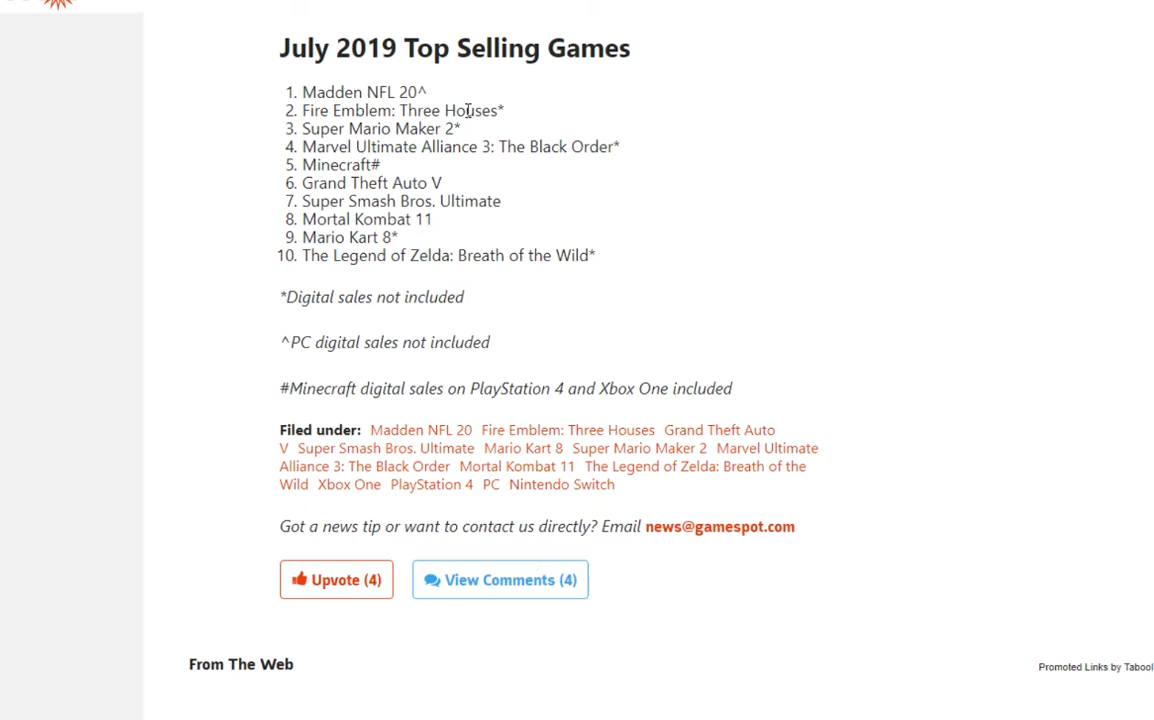 July 2019 Top Selling Games
1. Madden NFL 20^
2. Fire Emblem: Three Houses*
3. Super Mario Maker 2*
4. Marvel Ultimate Alliance 3: The Black Order*
5. Minecraft#
6. Grand Theft Auto V
7. Super Smash Bros. Ultimate
8. Mortal Kombat 11
9. Mario Kart 8*
10. The Legend of Zelda: Breath of the Wild*
*Digital sales not included
^PC digital sales not included
#Minecraft digital sales on PlayStation 4 and Xbox One included
Filed under: Madden NFL 20 Fire Emblem: Three Houses Grand Theft Auto
V Super Smash Bros. Ultimate Mario Kart 8 Super Mario Maker 2 Marvel Ultimate
Alliance 3: The Black Order Mortal Kombat 11 The Legend of Zelda: Breath of the
Wild Xbox One PlayStation 4 PC Nintendo Switch
Got a news tip or want to contact us directly? Email news@gamespot.com
Upvote (4) View Comments (4)
From The Web
Promoted Links by Tabool